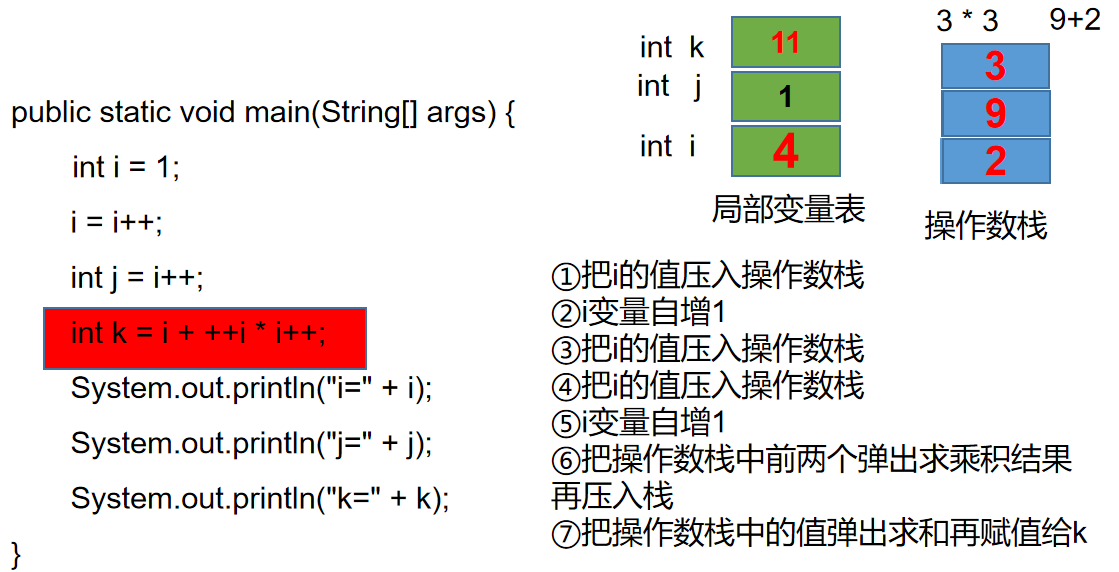 public static void main(String[] args) {
int i = 1;
i = i++;
int j = i++;
int k = i + ++i * i++;
System.out.println("i=" + i);
System.out.println("j=" + j);
System.out.println("k=" + k);
}
int k
11
int j
1
int i
4
局部变量表
3 * 3
9+2
3
9
2
操作数栈
①把i的值压入操作数栈
②i变量自增1
③把i的值压入操作数栈
④把i的值压入操作数栈
⑤i变量自增1
⑥把操作数栈中前两个弹出求乘积结果
再压入栈
⑦把操作数栈中的值弹出求和再赋值给k